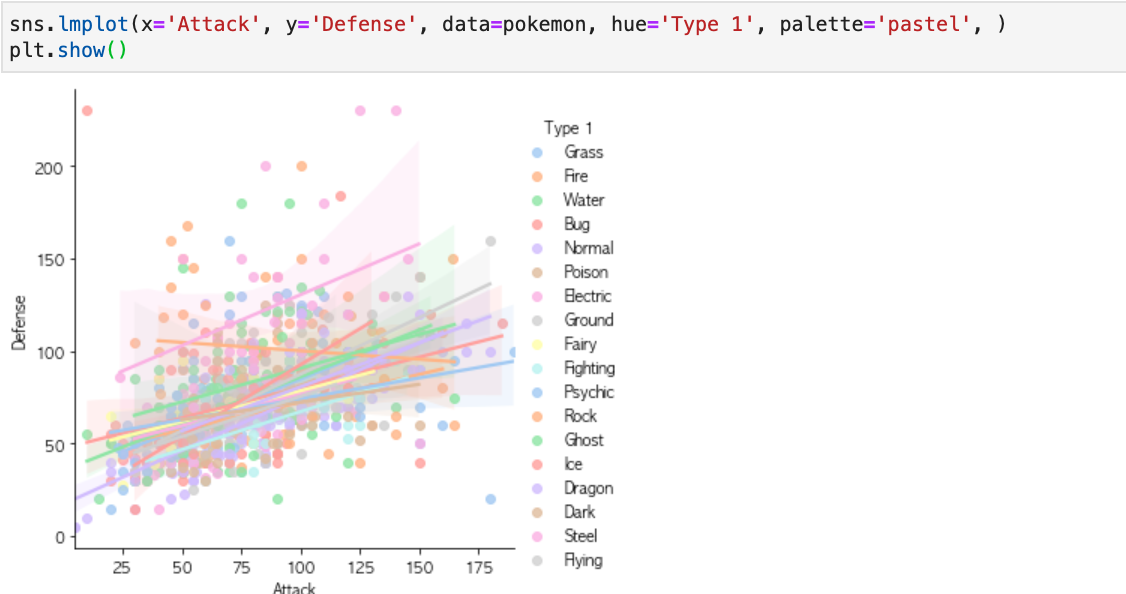 sns.lmplot(x='Attack', y='Defense', data=pokemon, hue='Type 1', palette='pastel', )
plt.show()
Type 1
Grass
Fire
Water
Bug
Normal
Poison
Electric
Ground
Fairy
Fighting
Psychic
Rock
Ghost
Ice
Dragon
Dark
Steel
Flying
Defense
200
150
100
50
0
25 50 75 100 125 150 175
Attack